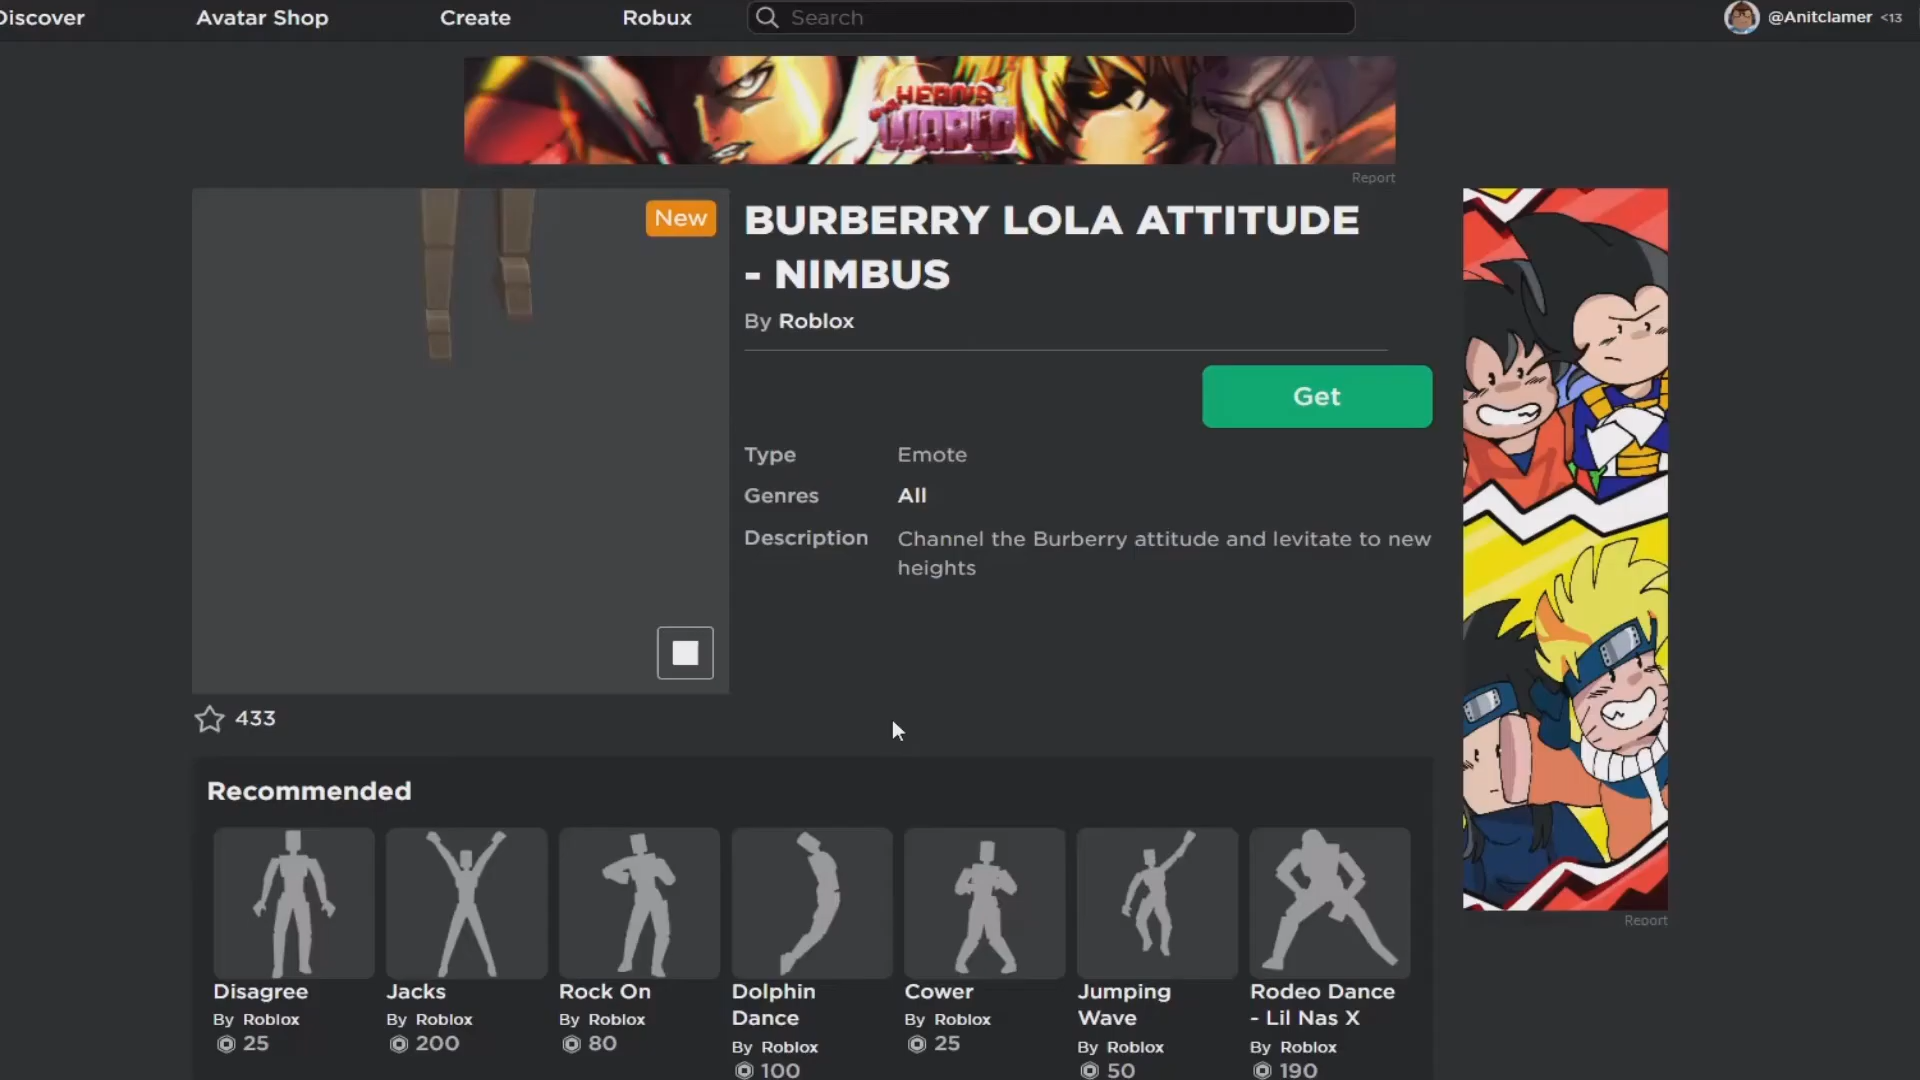 Discover Avatar Shop Create Robux Search @Anitclamer <13
HERO'S
WORLD
Report
New
BURBERRY LOLA ATTITUDE
- NIMBUS
By Roblox
Get
Type Emote
Genres All
Description Channel the Burberry attitude and levitate to new
heights
433
Recommended
Disagree
By Roblox
25
Jacks
By Roblox
200
Rock On
By Roblox
80
Dolphin
Dance
By Roblox
100
Cower
By Roblox
25
Jumping
Wave
By Roblox
50
Rodeo Dance
- Lil Nas X
By Roblox
190
Report